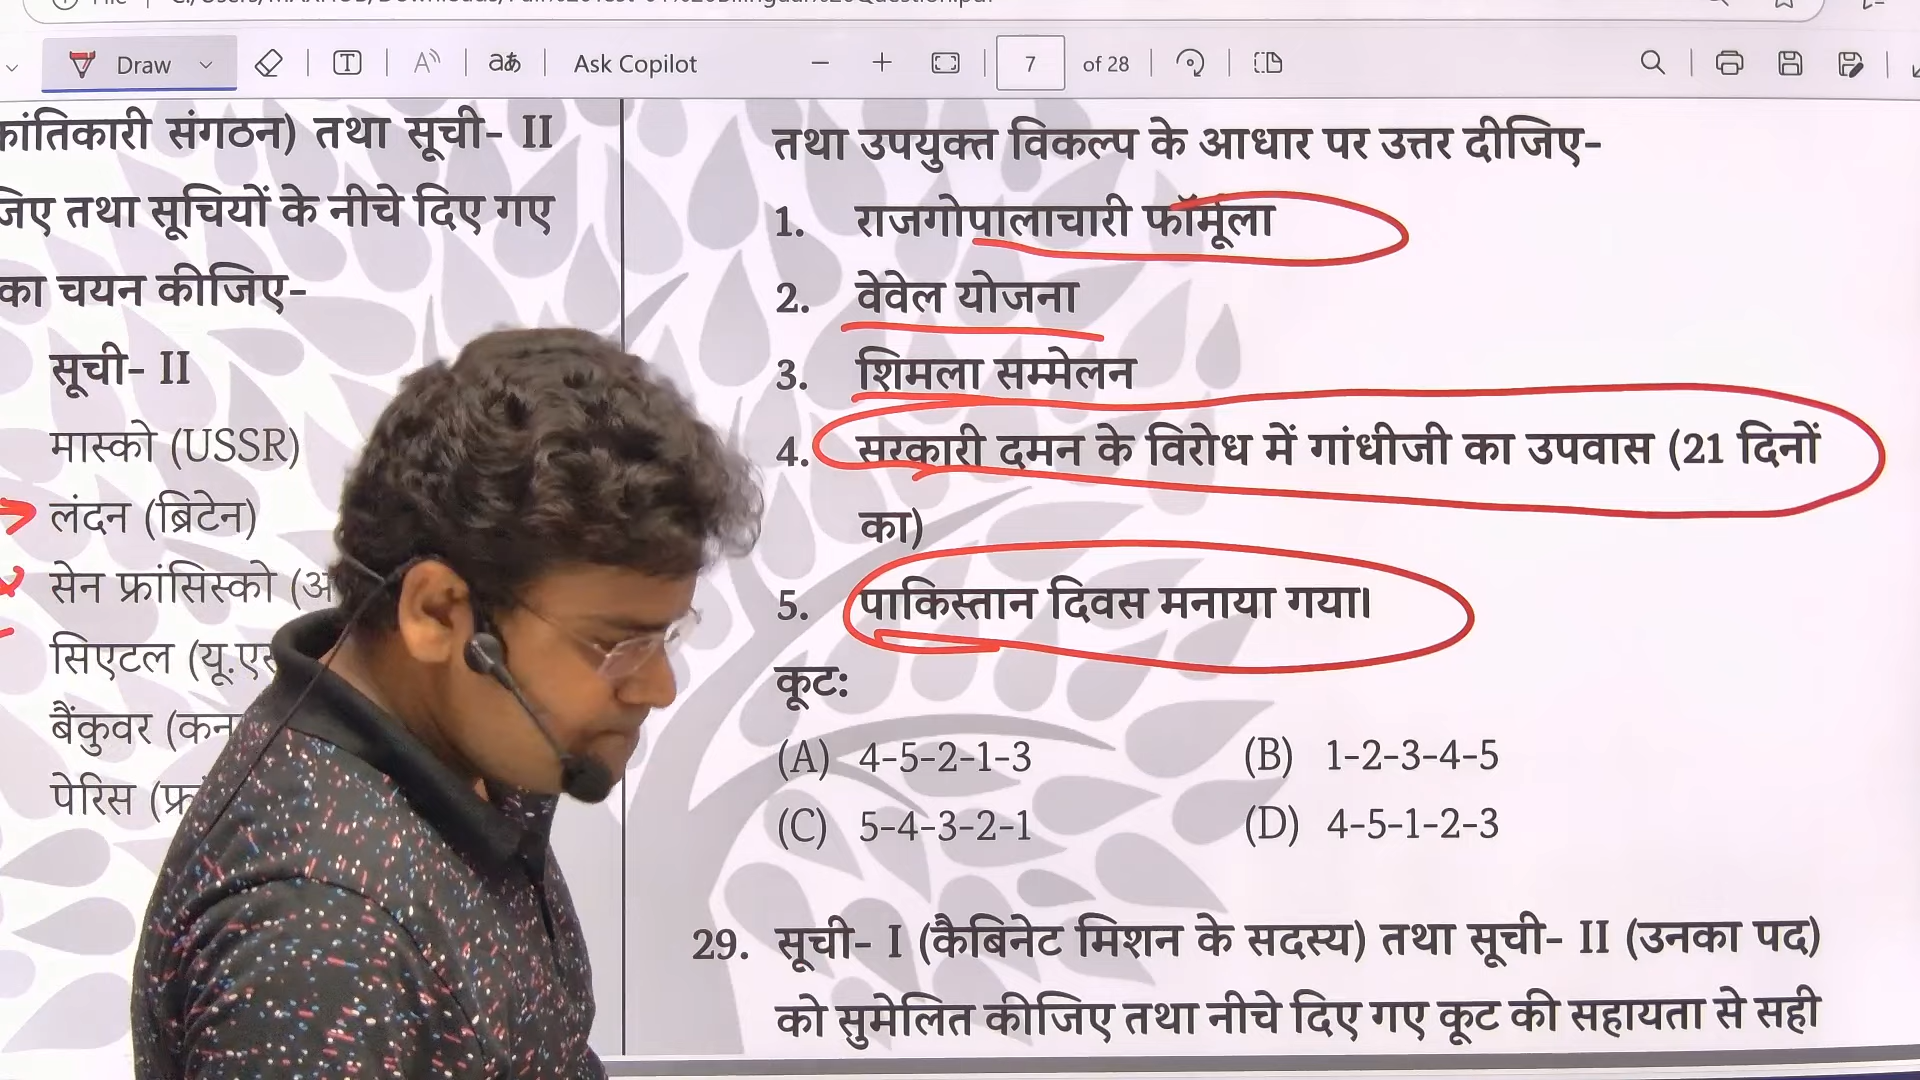 Draw
Ask Copilot
7 of 28
क्रांतिकारी संगठन) तथा सूची- II
जिए तथा सूचियों के नीचे दिए गए
का चयन कीजिए-
सूची- II
मास्को (USSR)
लंदन (ब्रिटेन)
सेन फ्रांसिस्को (अ
सिएटल (यू.एस
बैंकुवर (कन
पेरिस (फ्रां
तथा उपयुक्त विकल्प के आधार पर उत्तर दीजिए-
1. राजगोपालाचारी फॉर्मूला
2. वेवेल योजना
3. शिमला सम्मेलन
4. सरकारी दमन के विरोध में गांधीजी का उपवास (21 दिनों
का)
5. पाकिस्तान दिवस मनाया गया।
कूट:
(A) 4-5-2-1-3 (B) 1-2-3-4-5
(C) 5-4-3-2-1 (D) 4-5-1-2-3
29. सूची- I (कैबिनेट मिशन के सदस्य) तथा सूची- II (उनका पद)
को सुमेलित कीजिए तथा नीचे दिए गए कूट की सहायता से सही